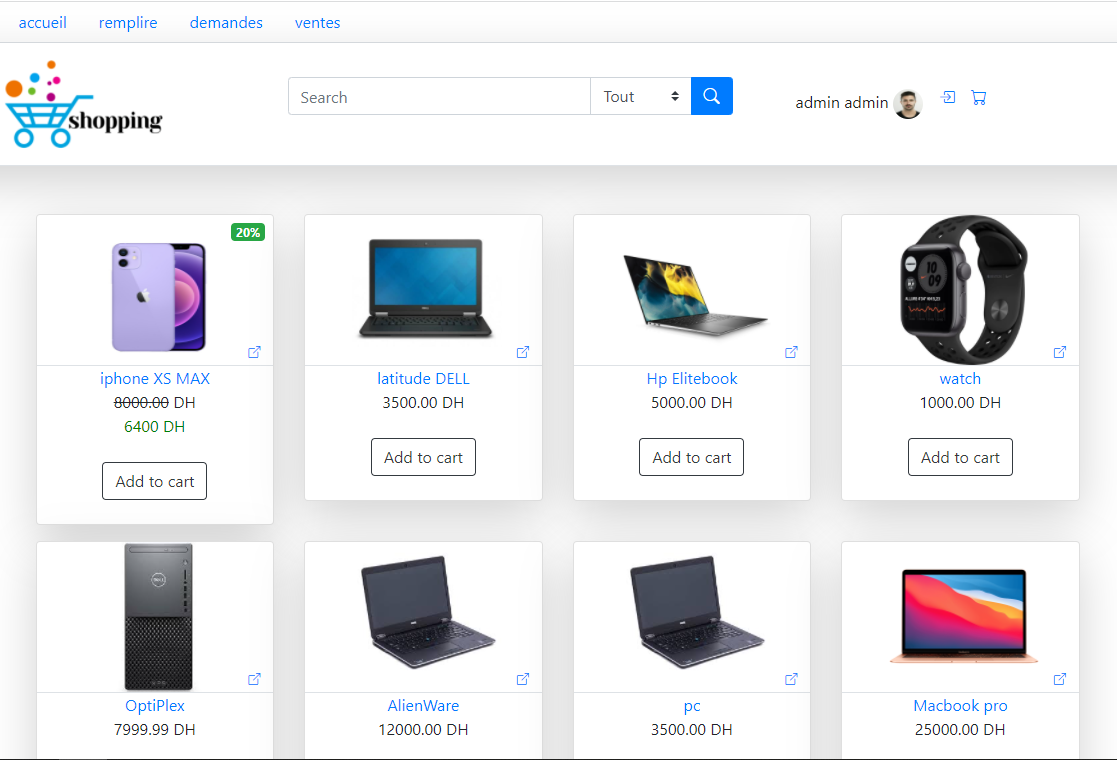 accueil remplire demandes ventes
shopping
Search Tout
admin admin
20%
iphone XS MAX
8000.00 DH
6400 DH
Add to cart
latitude DELL
3500.00 DH
Add to cart
Hp Elitebook
5000.00 DH
Add to cart
10
09
watch
1000.00 DH
Add to cart
DELL
OptiPlex
7999.99 DH
AlienWare
12000.00 DH
pc
3500.00 DH
Macbook pro
25000.00 DH